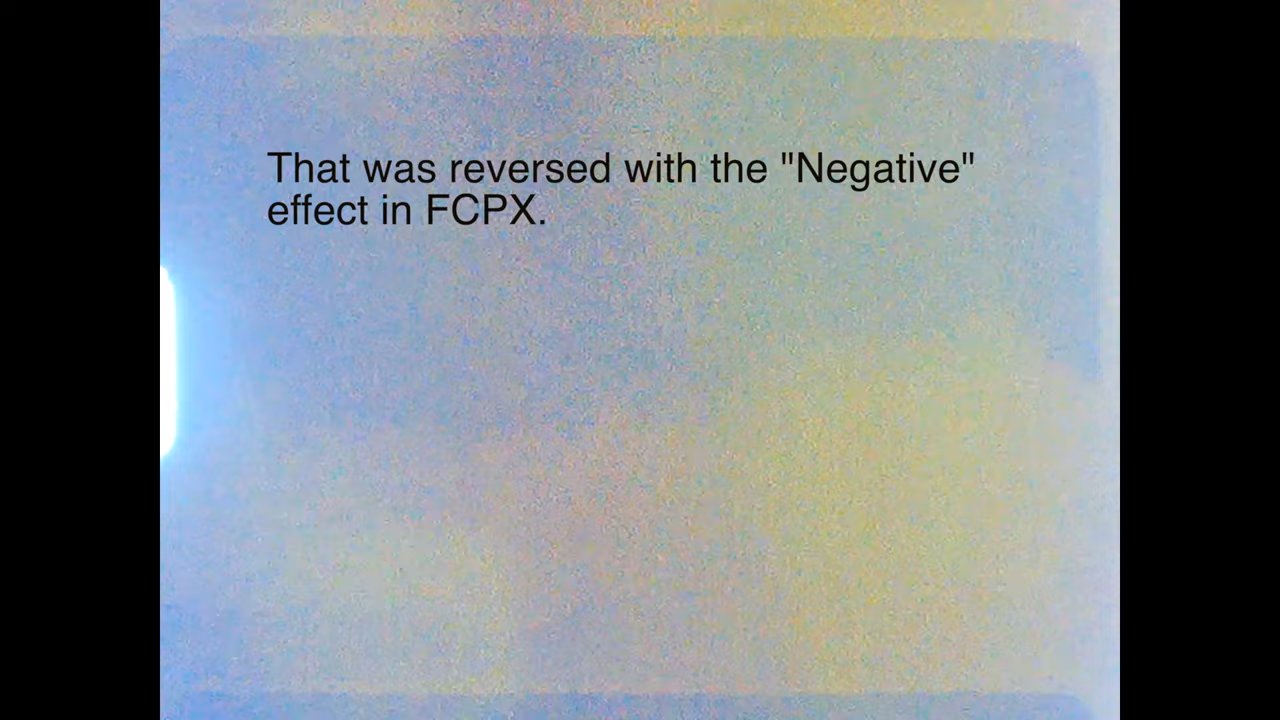 That was reversed with the "Negative"
effect in FCPX.